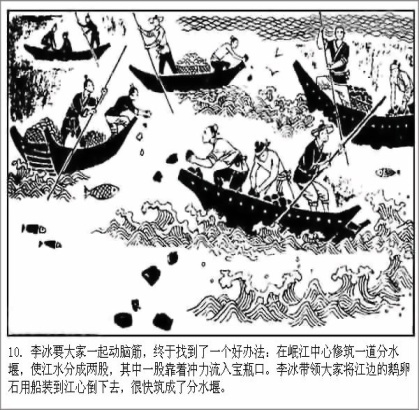 10. 李冰要大家一起动脑筋，终于找到了一个好办法：在岷江中心修筑一道分水
堰，使江水分成两股，其中一股靠着冲力流入宝瓶口。李冰带领大家将江边的鹅卵
石用船装到江心倒下去，很快筑成了分水堰。